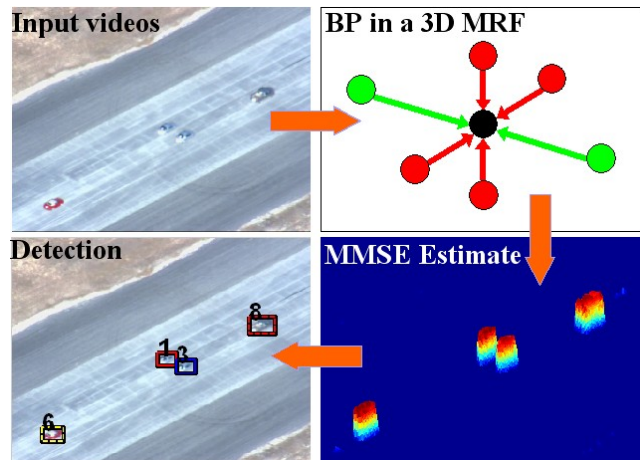 Input videos
BP in a 3D MRF
Detection
MMSE Estimate
8
1
3
6